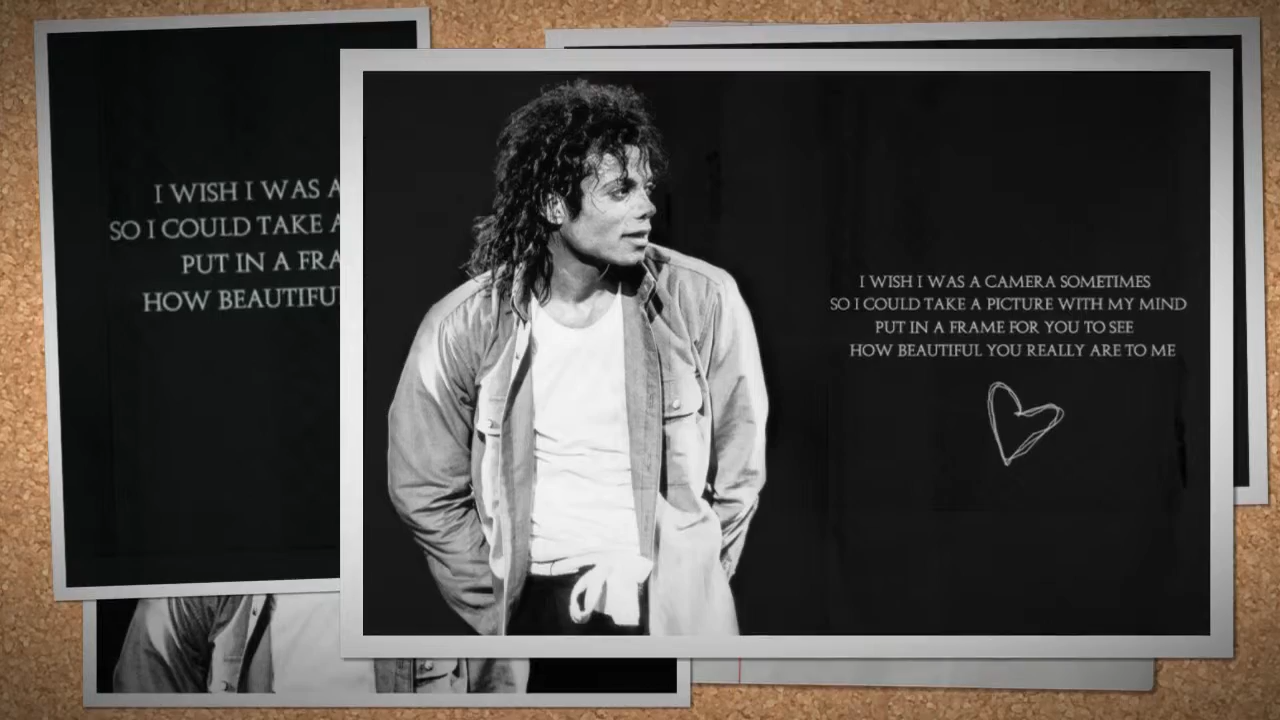 I WISH I WAS A
SO I COULD TAKE A
PUT IN A FRA
HOW BEAUTIFU
I WISH I WAS A CAMERA SOMETIMES
SO I COULD TAKE A PICTURE WITH MY MIND
PUT IN A FRAME FOR YOU TO SEE
HOW BEAUTIFUL YOU REALLY ARE TO ME